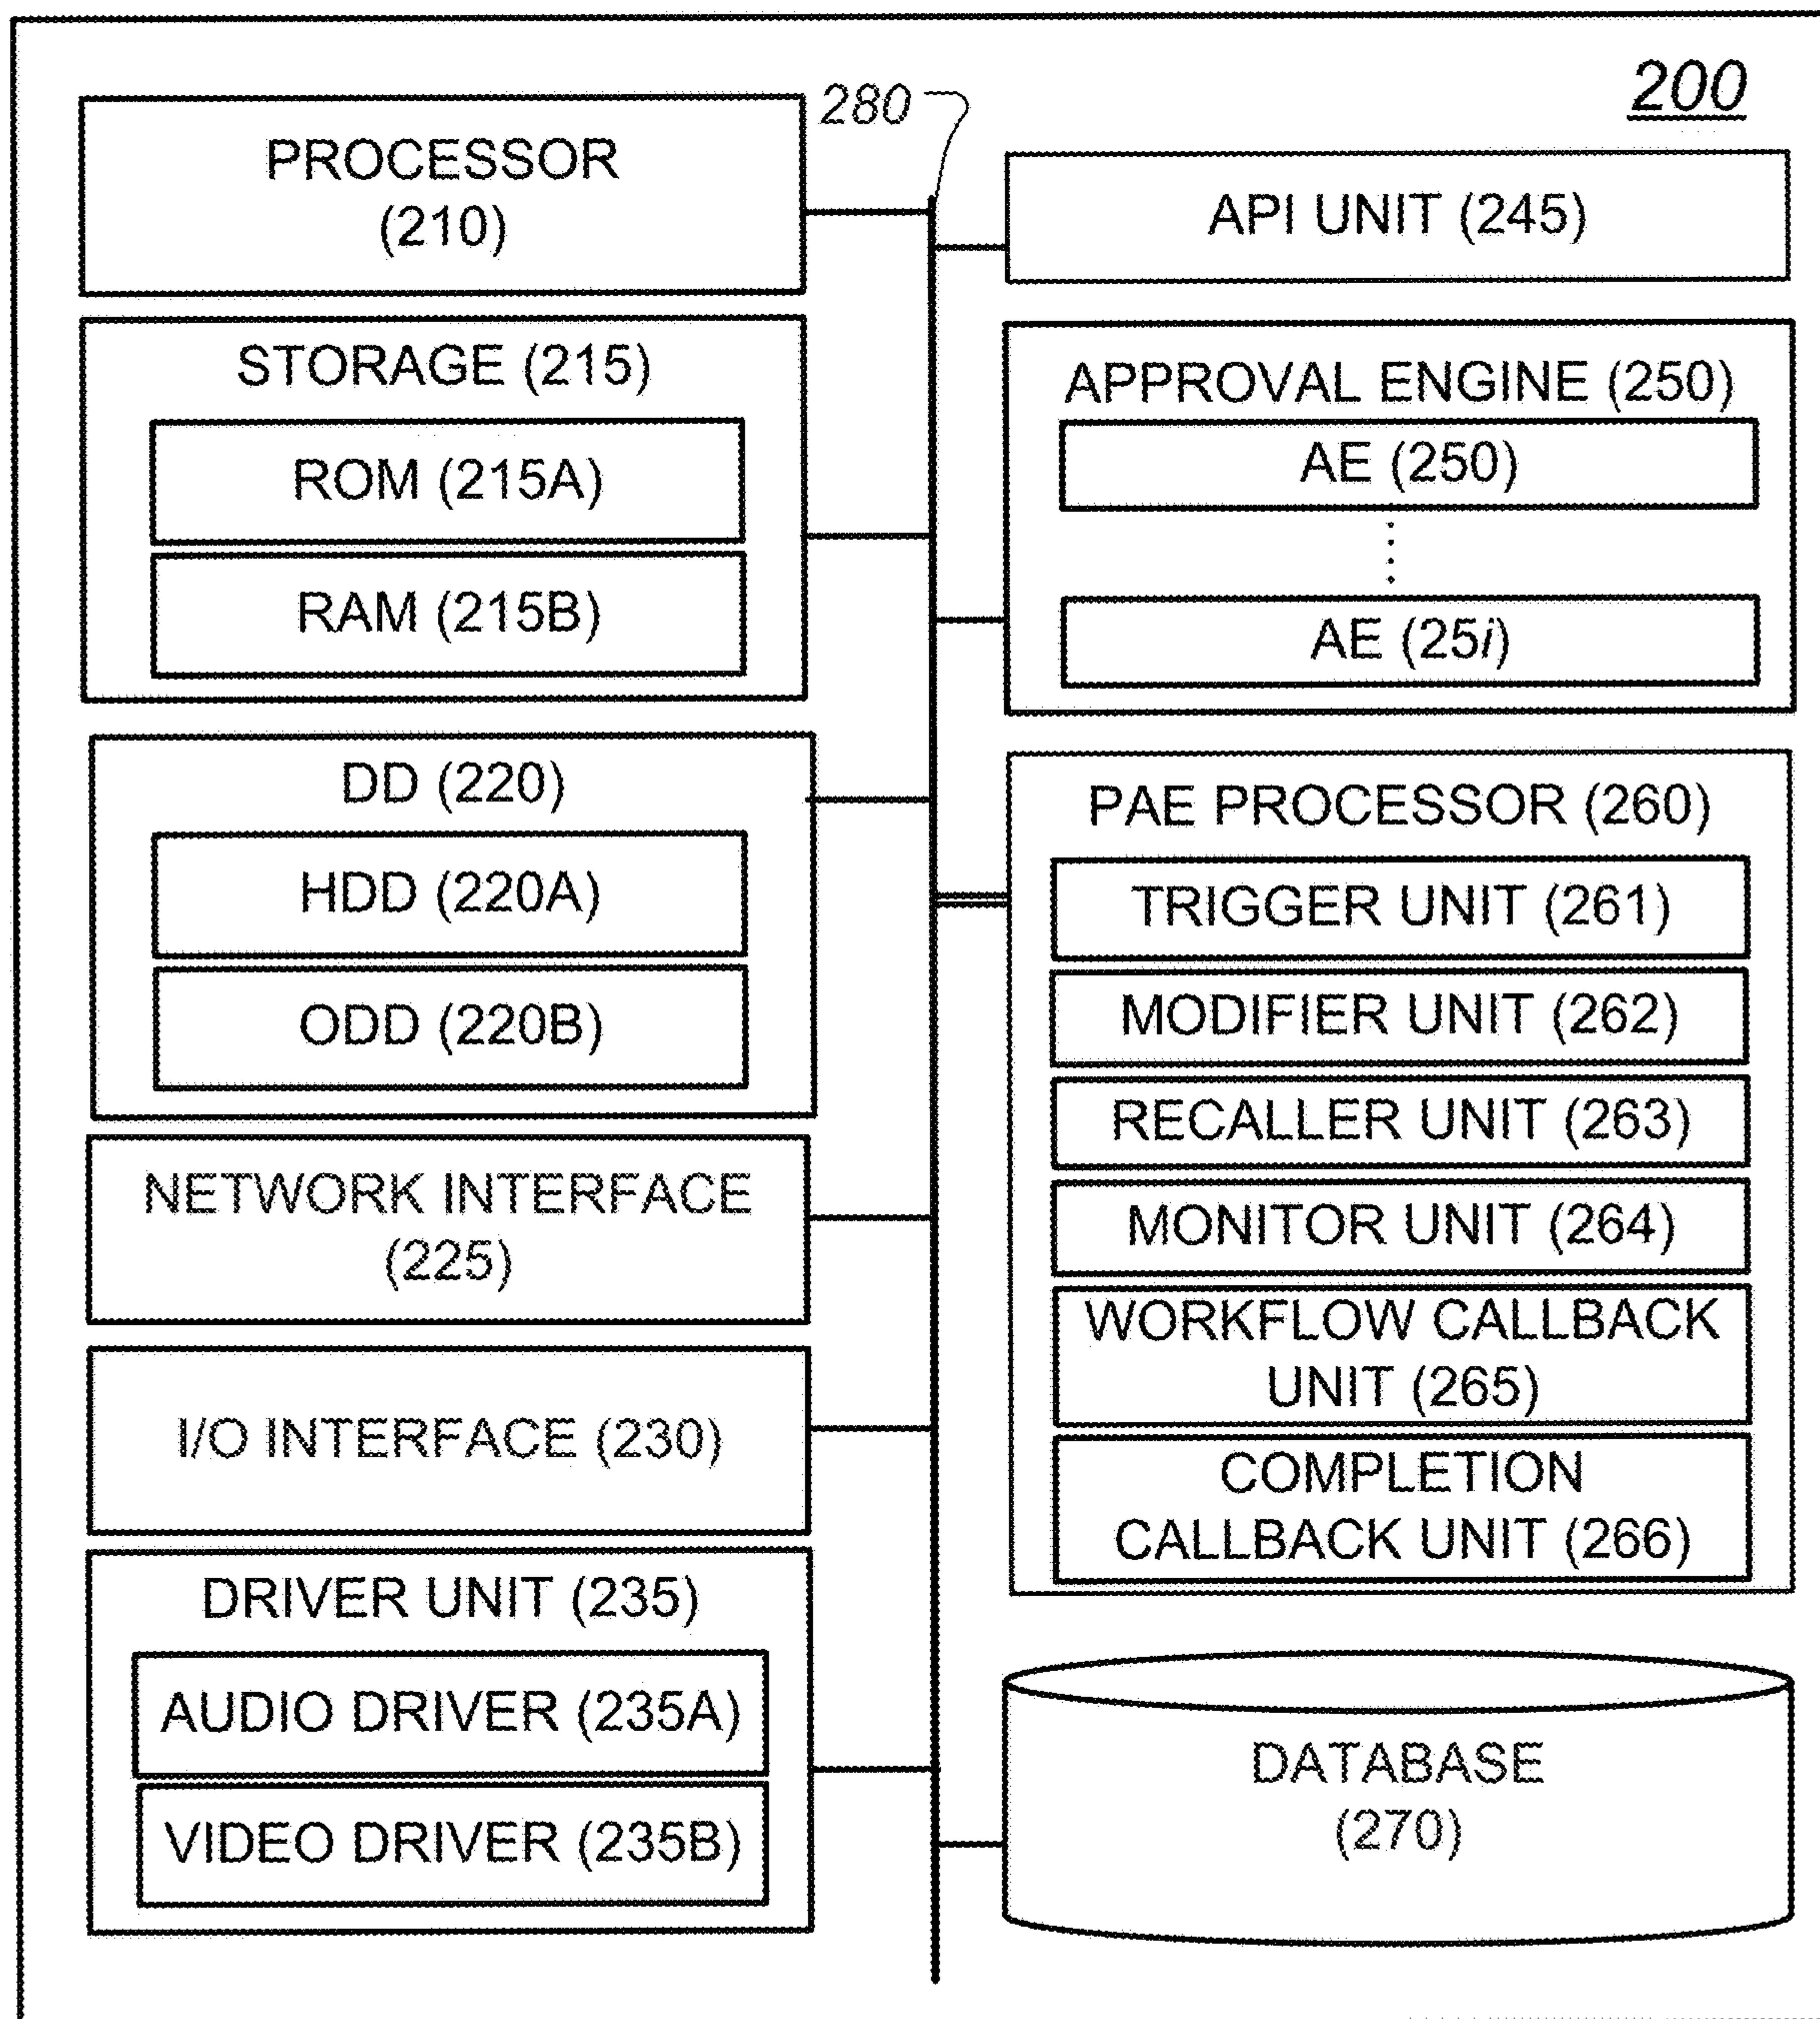 200
280
PROCESSOR
(210)
STORAGE (215)
ROM (215A)
RAM (215B)
DD (220)
HDD (220A)
ODD (220B)
NETWORK INTERFACE
(225)
I/O INTERFACE (230)
DRIVER UNIT (235)
AUDIO DRIVER (235A)
VIDEO DRIVER (235B)
API UNIT (245)
APPROVAL ENGINE (250)
AE (250)
AE (25i)
PAE PROCESSOR (260)
TRIGGER UNIT (261)
MODIFIER UNIT (262)
RECALLER UNIT (263)
MONITOR UNIT (264)
WORKFLOW CALLBACK
UNIT (265)
COMPLETION
CALLBACK UNIT (266)
DATABASE
(270)